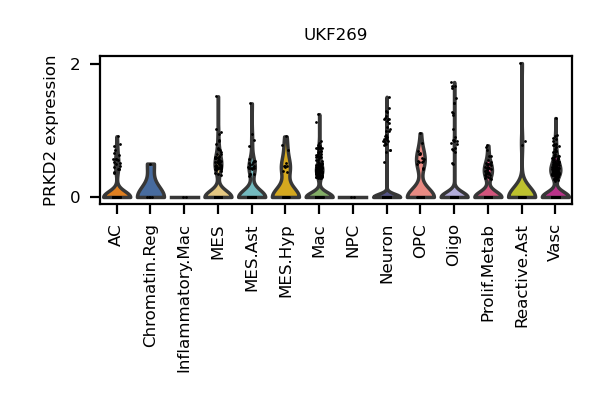 UKF269
PRKD2 expression
2
0
AC
Chromatin.Reg
Inflammatory.Mac
MES
MES.Ast
MES.Hyp
Mac
NPC
Neuron
OPC
Oligo
Prolif.Metab
Reactive.Ast
Vasc